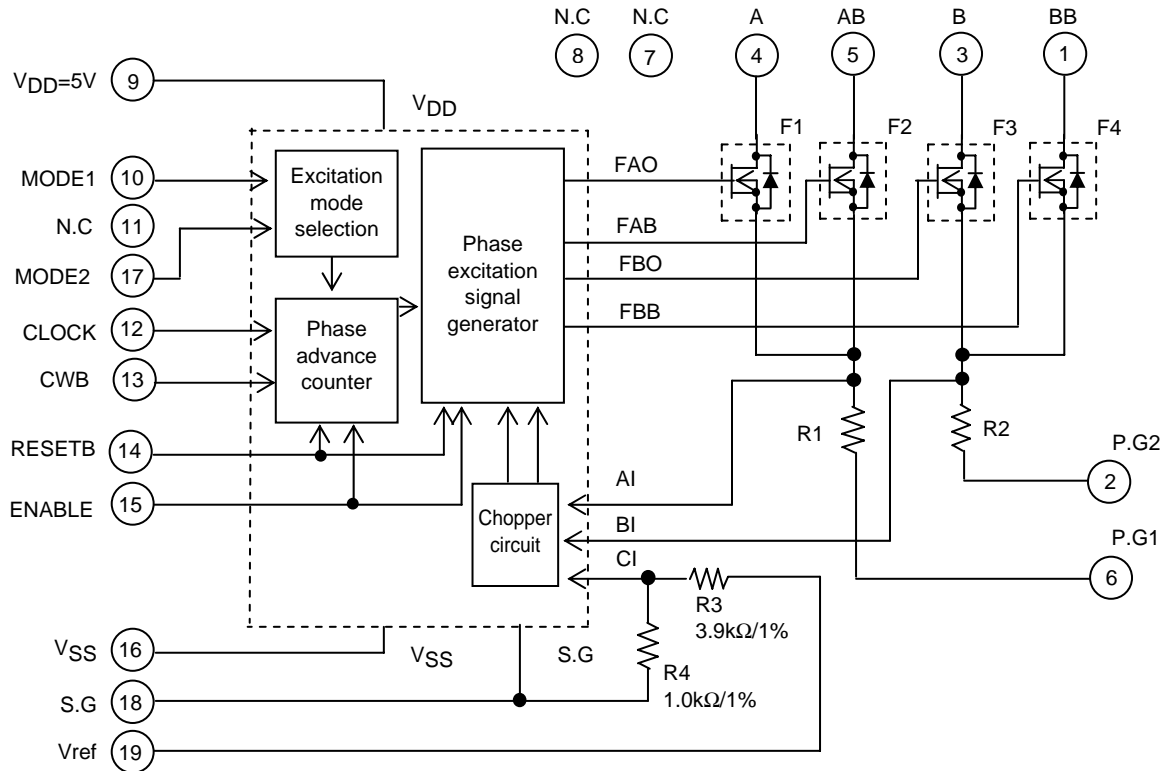 N.C
N.C
A
AB
B
BB
8
7
4
5
3
1
VDD=5V
9
VDD
F1
F2
F3
F4
MODE1
10
Excitation
mode
selection
FAO
N.C
11
FAB
MODE2
17
Phase
excitation
signal
generator
FBO
CLOCK
12
Phase
advance
counter
FBB
CWB
13
RESETB
14
R1
R2
P.G2
2
ENABLE
15
Chopper
circuit
AI
BI
CI
P.G1
6
R3
3.9kΩ/1%
VSS
16
VSS
S.G
R4
1.0kΩ/1%
S.G
18
Vref
19